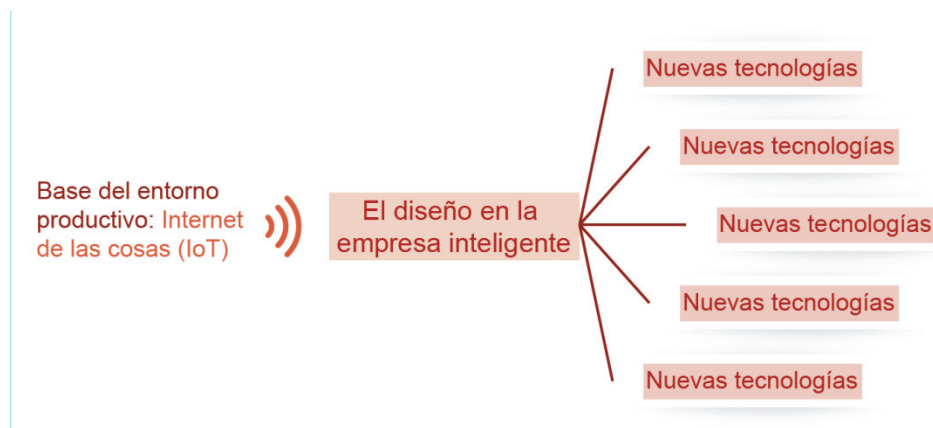 Base del entorno
productivo: Internet
de las cosas (IoT)
El diseño en la
empresa inteligente
Nuevas tecnologías
Nuevas tecnologías
Nuevas tecnologías
Nuevas tecnologías
Nuevas tecnologías